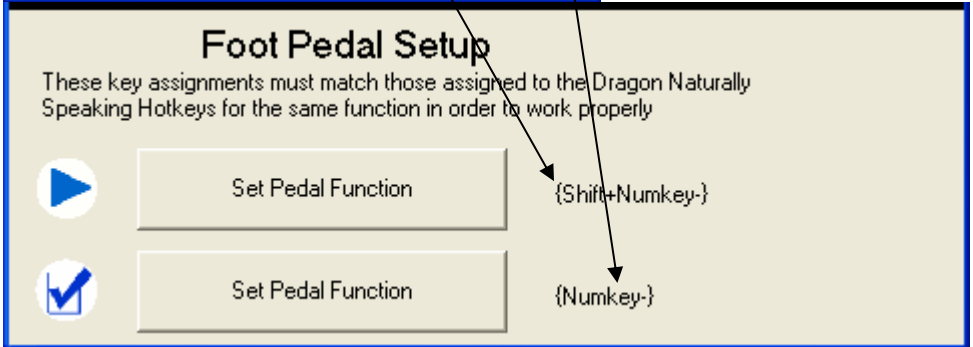 Foot Pedal Setup
These key assignments must match those assigned to the Dragon Naturally
Speaking Hotkeys for the same function in order to work properly
Set Pedal Function {Shift+Numkey-}
Set Pedal Function {Numkey-}